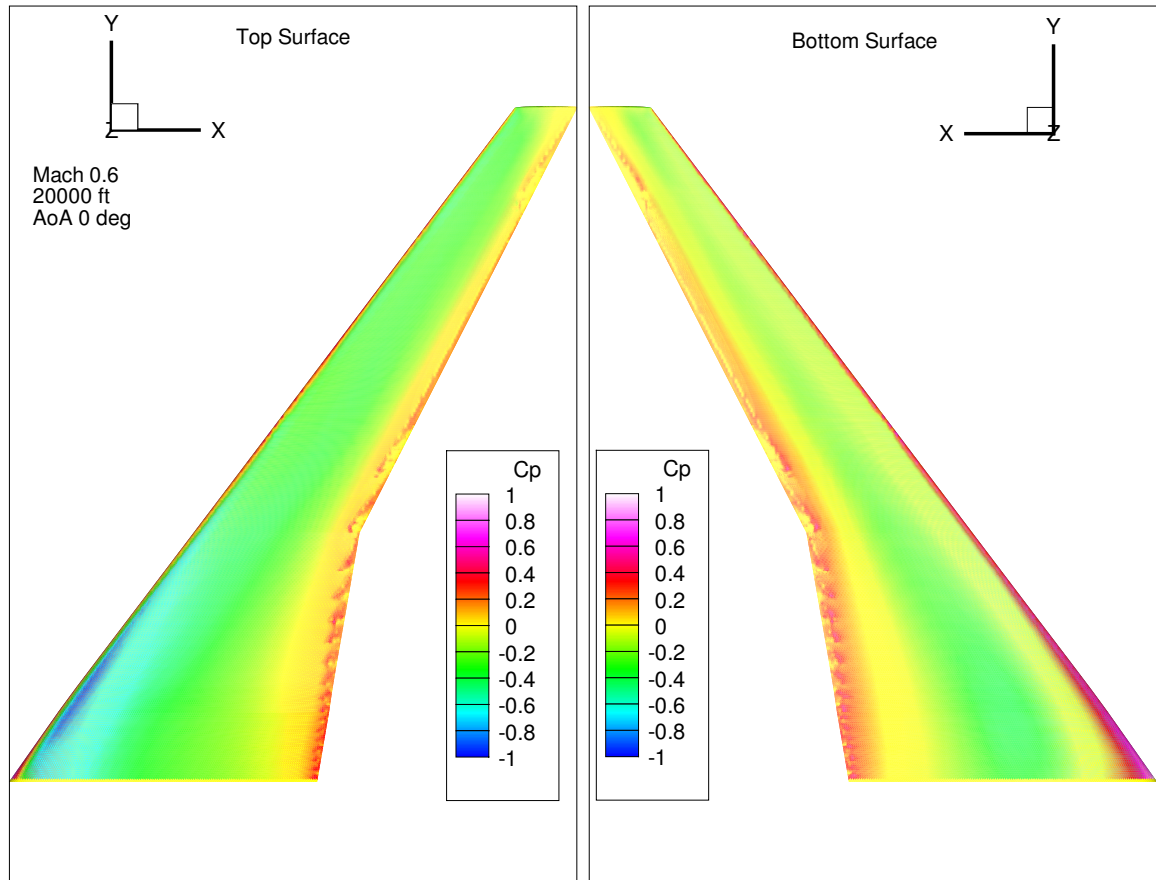 Top Surface
Y
X
Z
Mach 0.6
20000 ft
AoA 0 deg
Cp
1
0.8
0.6
0.4
0.2
0
-0.2
-0.4
-0.6
-0.8
-1
Bottom Surface
Y
X
Z
Cp
1
0.8
0.6
0.4
0.2
0
-0.2
-0.4
-0.6
-0.8
-1